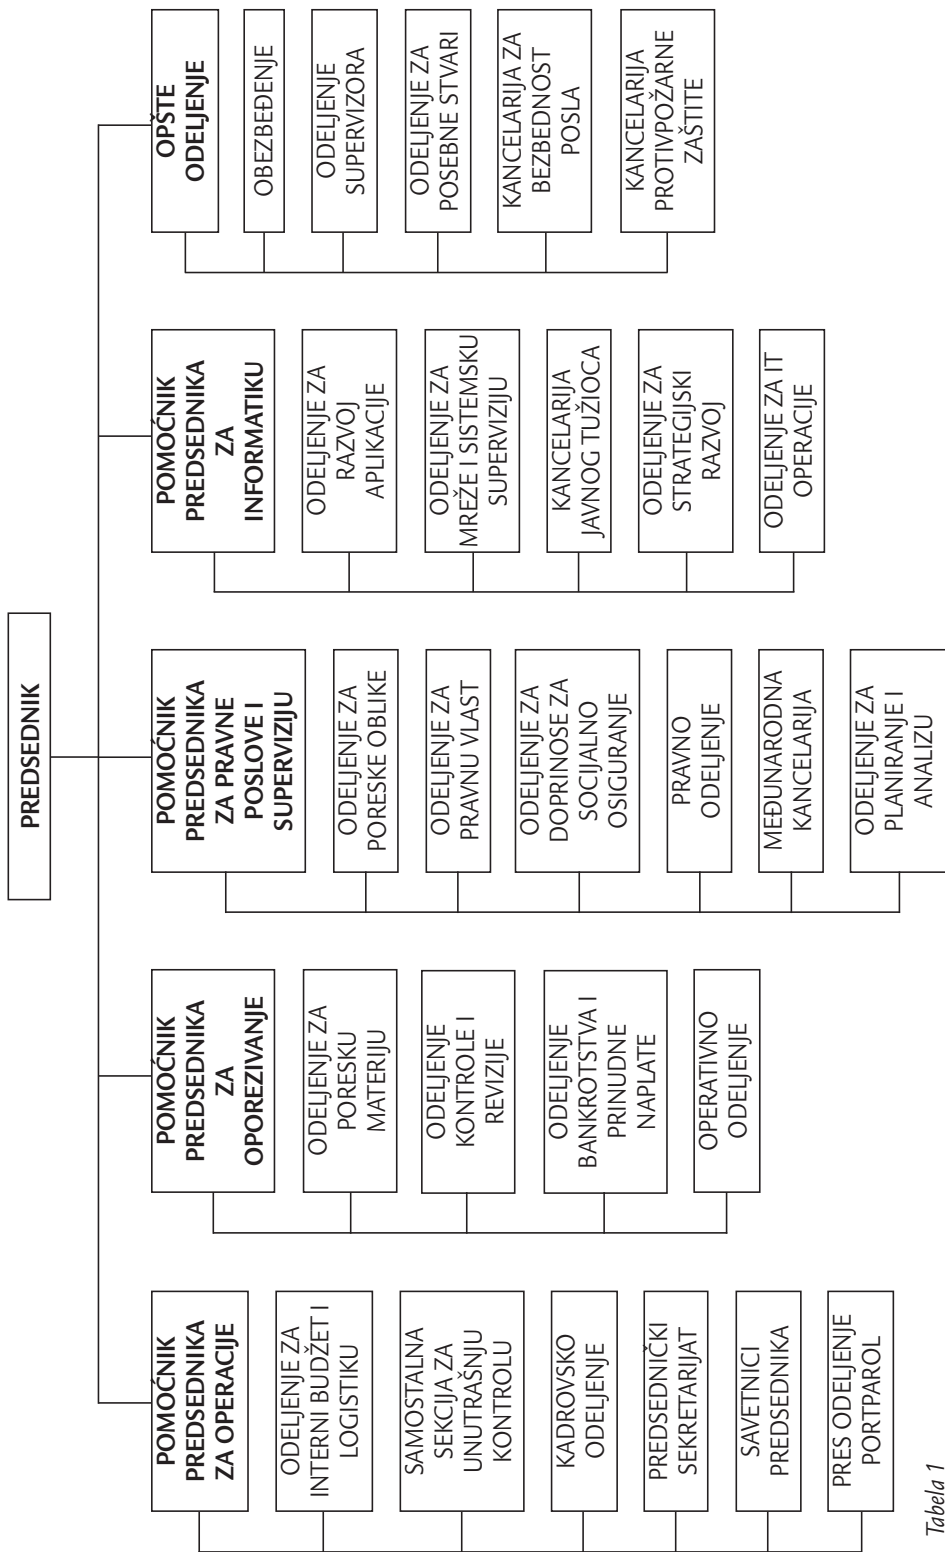 PREDSEDNIK
POMOĆNIK
PREDSEDNIKA
ZA OPERACIJE
ODELJENJE ZA
INTERNI BUDŽET I
LOGISTIKU
SAMOSTALNA
SEKCIJA ZA
UNUTRAŠNJU
KONTROLU
KADROVSKO
ODELJENJE
PREDSEDNIČKI
SEKRETARIJAT
SAVETNICI
PREDSEDNIKA
PRES ODELJENJE
PORTPAROL
POMOĆNIK
PREDSEDNIKA
ZA
OPOREZIVANJE
ODELJENJE ZA
PORESKU
MATERIJU
ODELJENJE
KONTROLE I
REVIZIJE
ODELJENJE
BANKROTSTVA I
PRINUDNE
NAPLATE
OPERATIVNO
ODELJENJE
POMOĆNIK
PREDSEDNIKA
ZA PRAVNE
POSLOVE I
SUPERVIZIJU
ODELJENJE ZA
PORESKE OBLIKE
ODELJENJE ZA
PRAVNU VLAST
ODELJENJE ZA
DOPRINOSE ZA
SOCIJALNO
OSIGURANJE
PRAVNO
ODELJENJE
MEĐUNARODNA
KANCELARIJA
ODELJENJE ZA
PLANIRANJE I
ANALIZU
POMOĆNIK
PREDSEDNIKA
ZA
INFORMATIKU
ODELJENJE ZA
RAZVOJ
APLIKACIJE
ODELJENJE ZA
MREŽE I SISTEMSKU
SUPERVIZIJU
KANCELARIJA
JAVNOG TUŽIOCA
ODELJENJE ZA
STRATEGIJSKI
RAZVOJ
ODELJENJE ZA IT
OPERACIJE
OPŠTE
ODELJENJE
OBEZBEĐENJE
ODELJENJE
SUPERVIZORA
ODELJENJE ZA
POSEBNE STVARI
KANCELARIJA ZA
BEZBEDNOST
POSLA
KANCELARIJA
PROTIVPOŽARNE
ZAŠTITE
Tabela 1